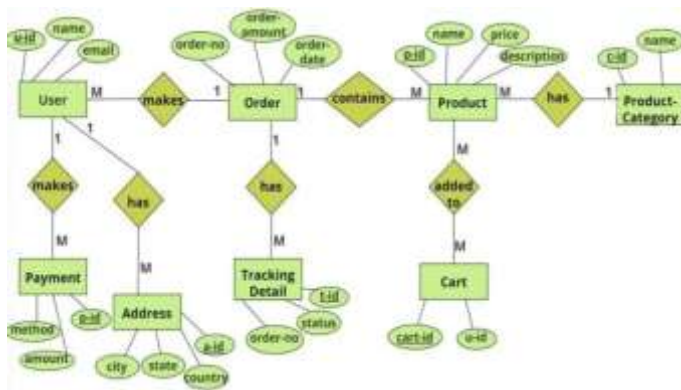 order-
amount
name
order-no
order-
date
name
price
name
u-id
email
p-id
description
c-id
User
M
makes
1
Order
1
contains
M
Product
M
has
1
Product-
Category
1
1
1
M
makes
has
has
added
to
M
M
M
M
Payment
Address
Tracking
Detail
Cart
method
p-id
amount
t-id
status
order-no
cart-id
u-id
a-id
city
state
country